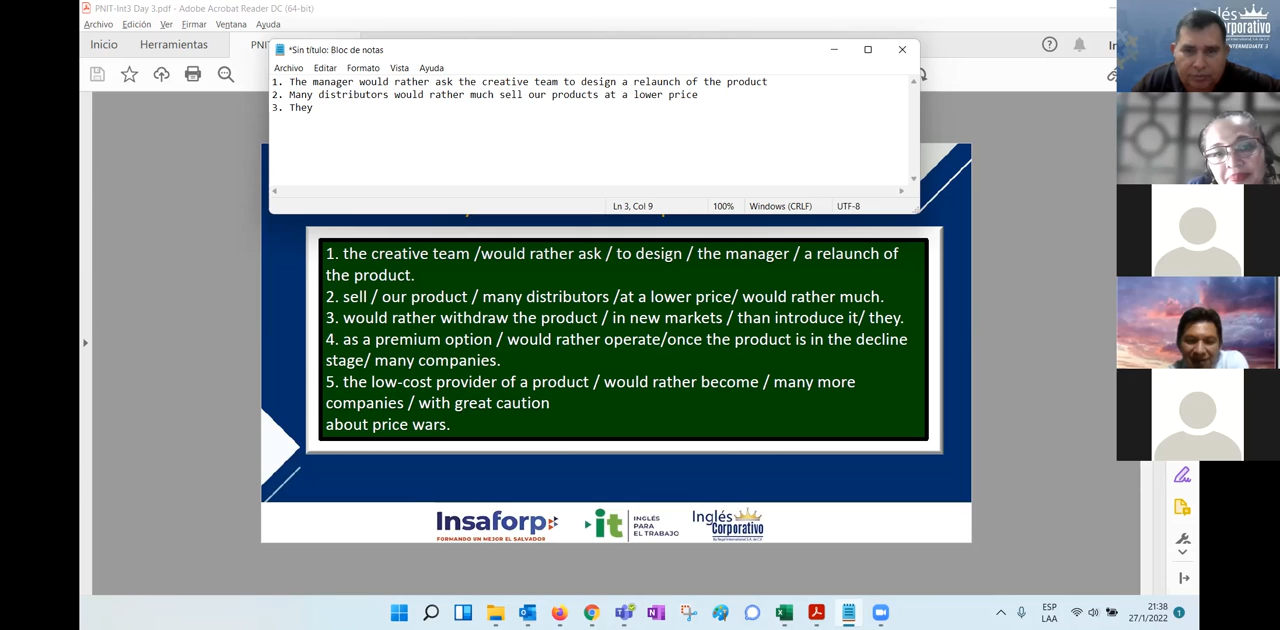 PNIT-Int3 Day 3.pdf - Adobe Acrobat Reader DC (64-bit)
Archivo Edición Ver Firmar Ventana Ayuda
Inicio Herramientas
*Sin título: Bloc de notas
Archivo Editar Formato Vista Ayuda
1. The manager would rather ask the creative team to design a relaunch of the product
2. Many distributors would rather much sell our products at a lower price
3. They
Ln 3, Col 9 100% Windows (CRLF) UTF-8
1. the creative team /would rather ask / to design / the manager / a relaunch of
the product.
2. sell / our product / many distributors /at a lower price/ would rather much.
3. would rather withdraw the product / in new markets / than introduce it/ they.
4. as a premium option / would rather operate/once the product is in the decline
stage/ many companies.
5. the low-cost provider of a product / would rather become / many more
companies / with great caution
about price wars.
Insaforp
FORMANDO UN MEJOR EL SALVADOR
it
INGLÉS
PARA
EL TRABAJO
Inglés
Corporativo
Inglés
Corporativo
INTERMEDIATE 3
ESP
LAA
21:38
27/1/2022
1